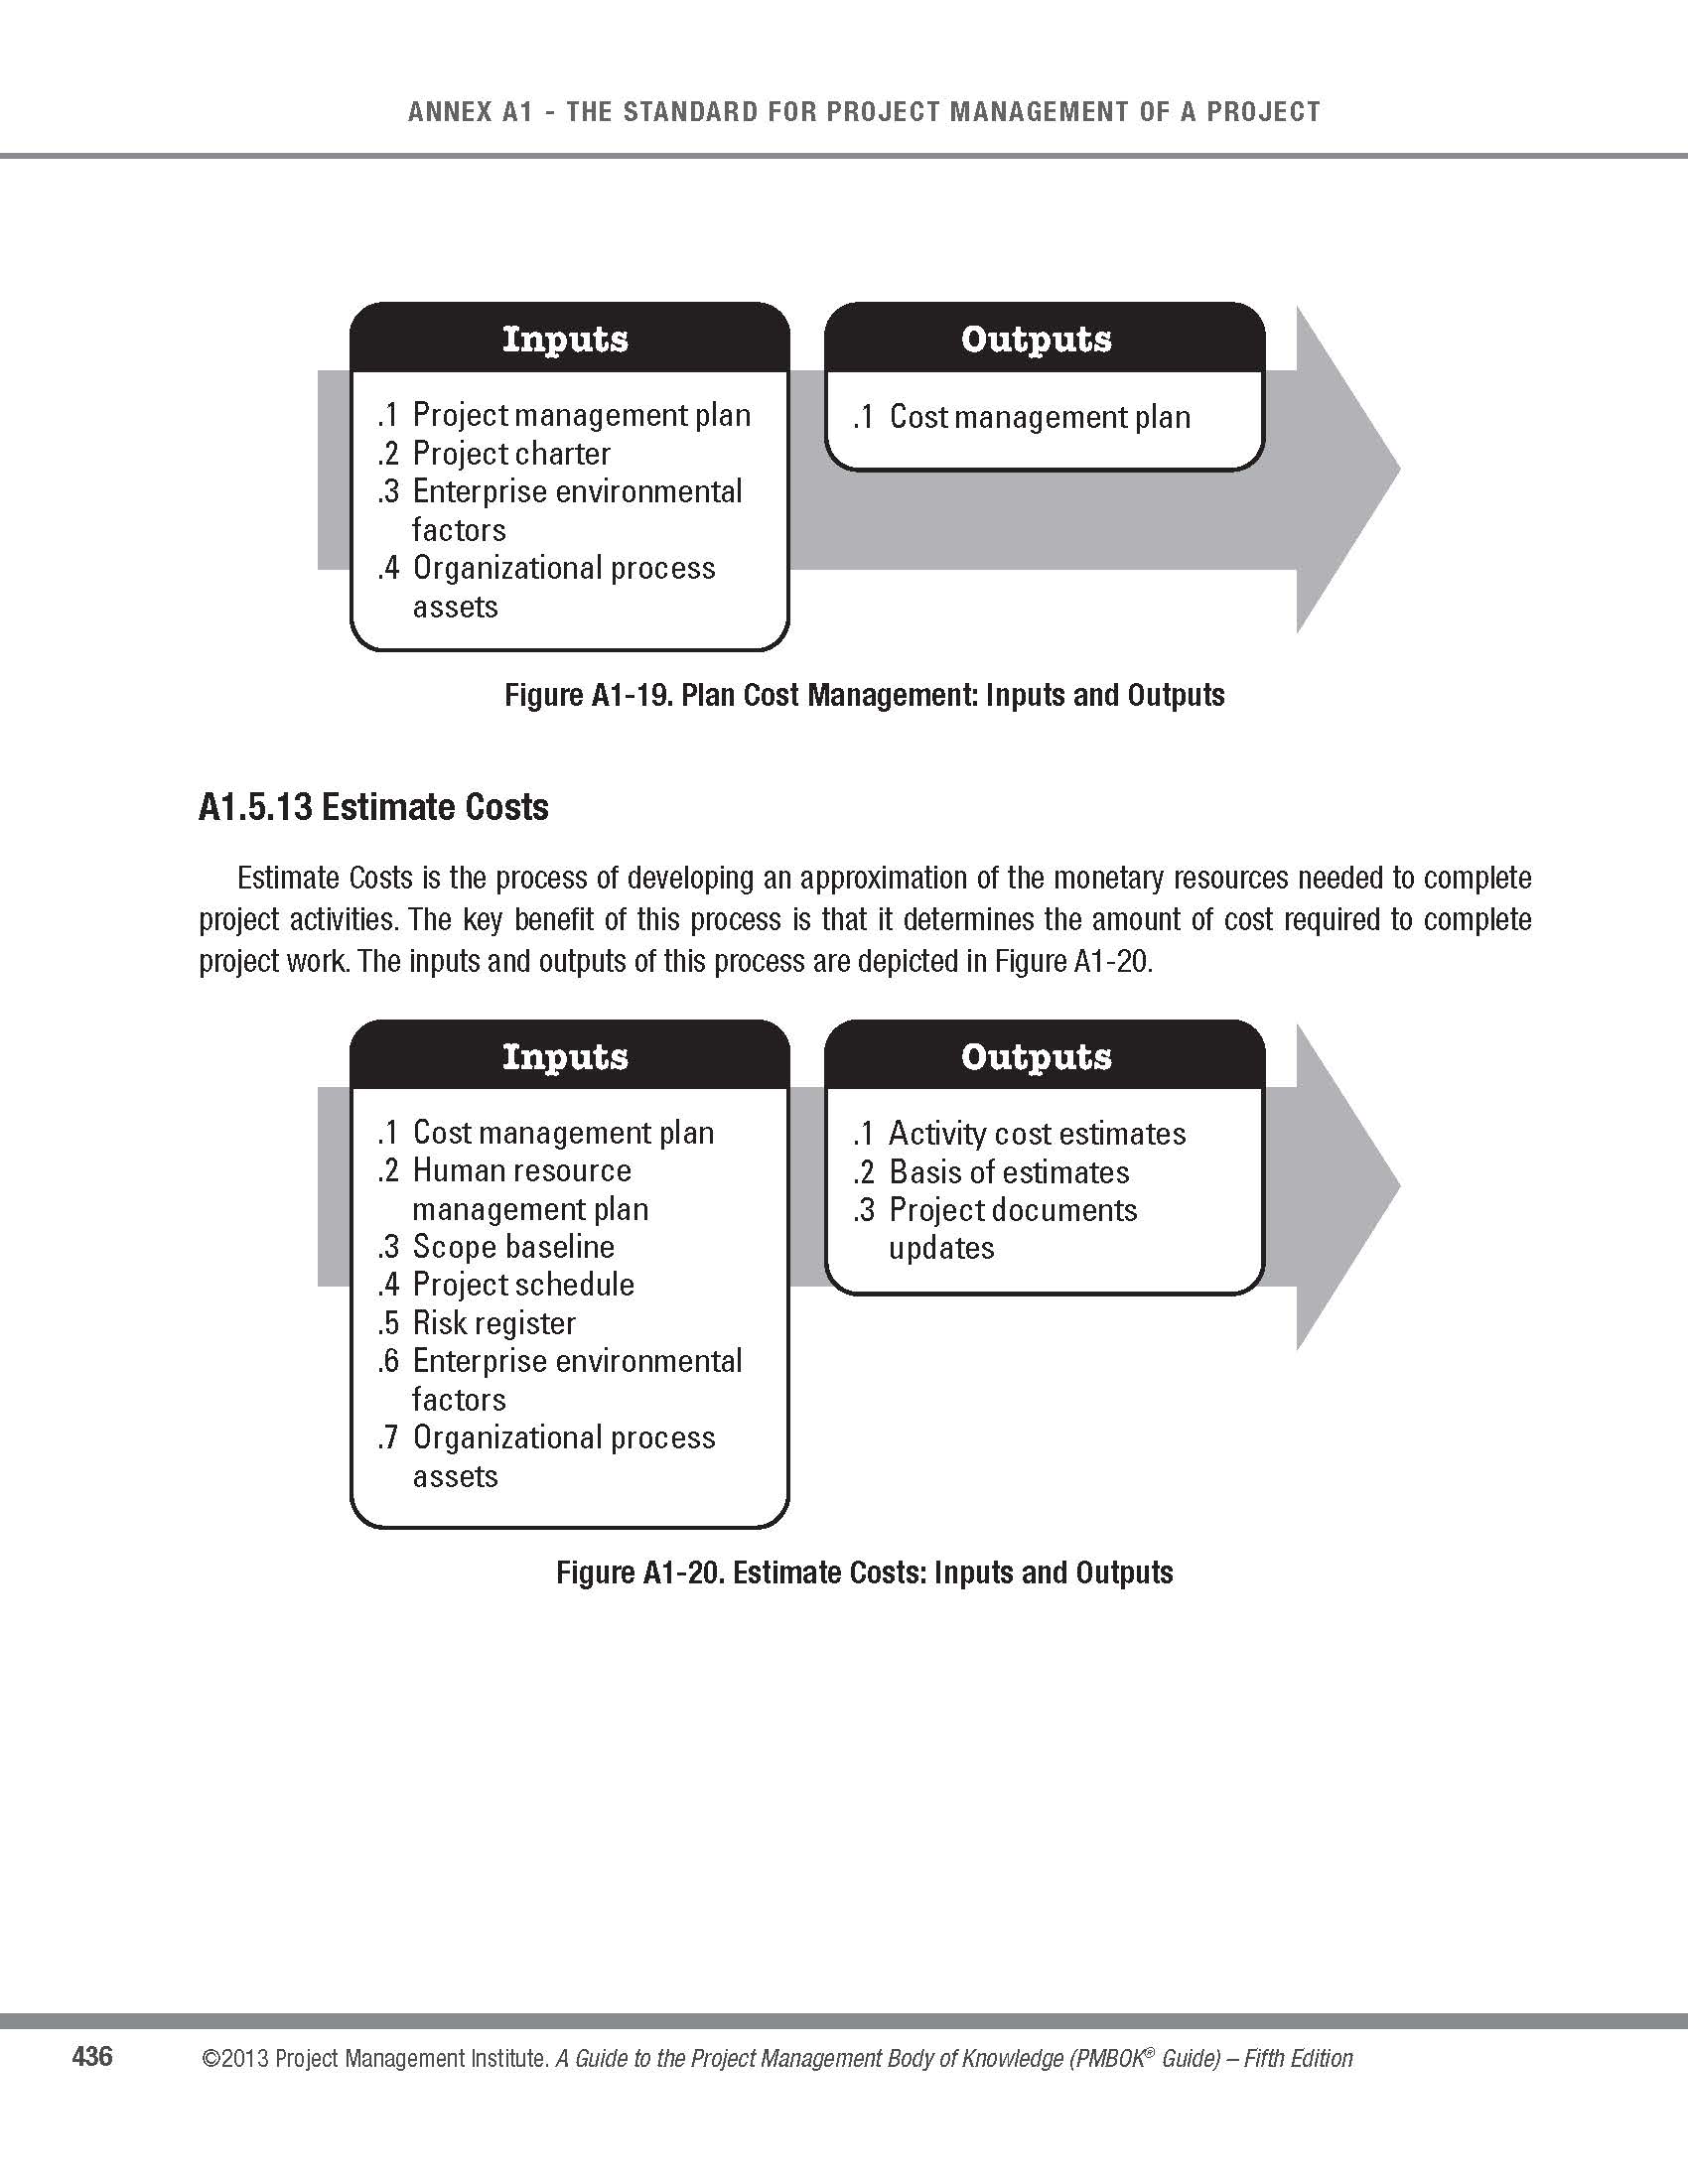 ANNEX A1 - THE STANDARD FOR PROJECT MANAGEMENT OF A PROJECT
Inputs
.1 Project management plan
.2 Project charter
.3 Enterprise environmental
factors
.4 Organizational process
assets
Outputs
.1 Cost management plan
Figure A1-19. Plan Cost Management: Inputs and Outputs
A1.5.13 Estimate Costs
Estimate Costs is the process of developing an approximation of the monetary resources needed to complete
project activities. The key benefit of this process is that it determines the amount of cost required to complete
project work. The inputs and outputs of this process are depicted in Figure A1-20.
Inputs
.1 Cost management plan
.2 Human resource
management plan
.3 Scope baseline
.4 Project schedule
.5 Risk register
.6 Enterprise environmental
factors
.7 Organizational process
assets
Outputs
.1 Activity cost estimates
.2 Basis of estimates
.3 Project documents
updates
Figure A1-20. Estimate Costs: Inputs and Outputs
436 ©2013 Project Management Institute. A Guide to the Project Management Body of Knowledge (PMBOK® Guide) – Fifth Edition